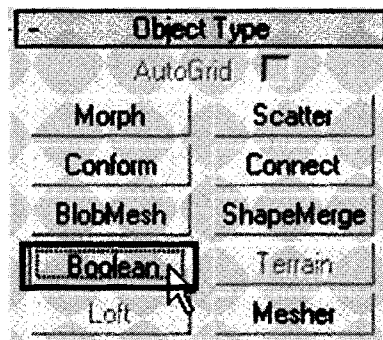 - Object Type
AutoGrid
Morph Scatter
Conform Connect
BlobMesh ShapeMerge
Boolean Terrain
Loft Mesher